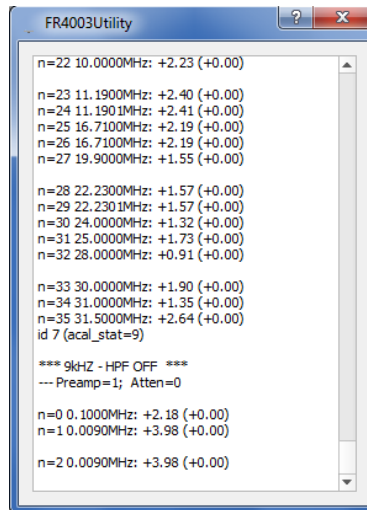 FR4003Utility
n=22 10.0000MHz: +2.23 (+0.00)
n=23 11.1900MHz: +2.40 (+0.00)
n=24 11.1901MHz: +2.41 (+0.00)
n=25 16.7100MHz: +2.19 (+0.00)
n=26 16.7100MHz: +2.19 (+0.00)
n=27 19.9000MHz: +1.55 (+0.00)
n=28 22.2300MHz: +1.57 (+0.00)
n=29 22.2301MHz: +1.57 (+0.00)
n=30 24.0000MHz: +1.32 (+0.00)
n=31 25.0000MHz: +1.73 (+0.00)
n=32 28.0000MHz: +0.91 (+0.00)
n=33 30.0000MHz: +1.90 (+0.00)
n=34 31.0000MHz: +1.35 (+0.00)
n=35 31.5000MHz: +2.64 (+0.00)
id 7 (acal_stat=9)
*** 9kHZ - HPF OFF ***
--- Preamp=1; Atten=0
n=0 0.1000MHz: +2.18 (+0.00)
n=1 0.0090MHz: +3.98 (+0.00)
n=2 0.0090MHz: +3.98 (+0.00)